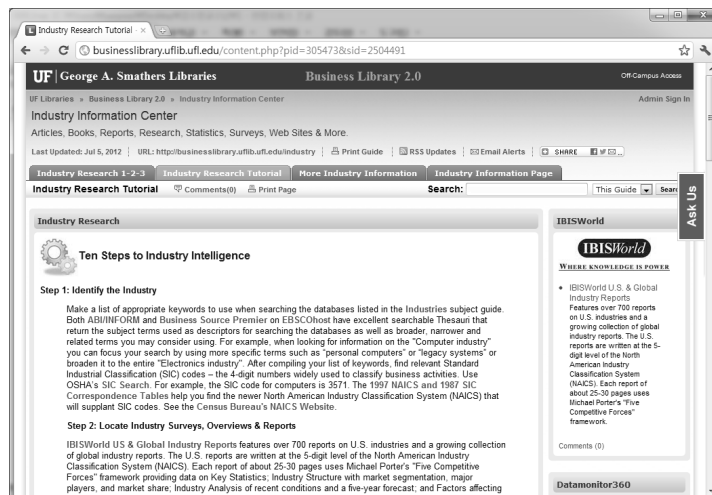 Industry Research Tutorial -
businesslibrary.uflib.ufl.edu/content.php?pid=305473&sid=2504491
UF George A. Smathers Libraries Business Library 2.0 Off-Campus Access
UF Libraries » Business Library 2.0 » Industry Information Center Admin Sign In
Industry Information Center
Articles, Books, Reports, Research, Statistics, Surveys, Web Sites & More.
Last Updated: Jul 5, 2012 URL: http://businesslibrary.uflib.ufl.edu/industry Print Guide RSS Updates Email Alerts SHARE
Industry Research 1-2-3 Industry Research Tutorial More Industry Information Industry Information Page
Industry Research Tutorial Comments(0) Print Page Search: This Guide Searc
Ask Us
Industry Research
Ten Steps to Industry Intelligence
Step 1: Identify the Industry
Make a list of appropriate keywords to use when searching the databases listed in the Industries subject guide.
Both ABI/INFORM and Business Source Premier on EBSCOhost have excellent searchable Thesauri that
return the subject terms used as descriptors for searching the databases as well as broader, narrower and
related terms you may consider using. For example, when looking for information on the "Computer industry"
you can focus your search by using more specific terms such as "personal computers" or "legacy systems" or
broaden it to the entire "Electronics industry". After compiling your list of keywords, find relevant Standard
Industrial Classification (SIC) codes – the 4-digit numbers widely used to classify business activities. Use
OSHA's SIC Search. For example, the SIC code for computers is 3571. The 1997 NAICS and 1987 SIC
Correspondence Tables help you find the newer North American Industry Classification System (NAICS) that
will supplant SIC codes. See the Census Bureau's NAICS Website.
Step 2: Locate Industry Surveys, Overviews & Reports
IBISWorld US & Global Industry Reports features over 700 reports on U.S. industries and a growing collection
of global industry reports. The U.S. reports are written at the 5-digit level of the North American Industry
Classification System (NAICS). Each report of about 25-30 pages uses Michael Porter's "Five Competitive
Forces" framework providing data on Key Statistics; Industry Structure with market segmentation, major
players, and market share; Industry Analysis of recent conditions and a five-year forecast; and Factors affecting
IBISWorld
IBISWorld
WHERE KNOWLEDGE IS POWER
IBISWorld U.S. & Global
Industry Reports
Features over 700 reports
on U.S. industries and a
growing collection of global
industry reports. The U.S.
reports are written at the 5-
digit level of the North
American Industry
Classification System
(NAICS). Each report of
about 25-30 pages uses
Michael Porter's "Five
Competitive Forces"
framework.
Comments (0)
Datamonitor360